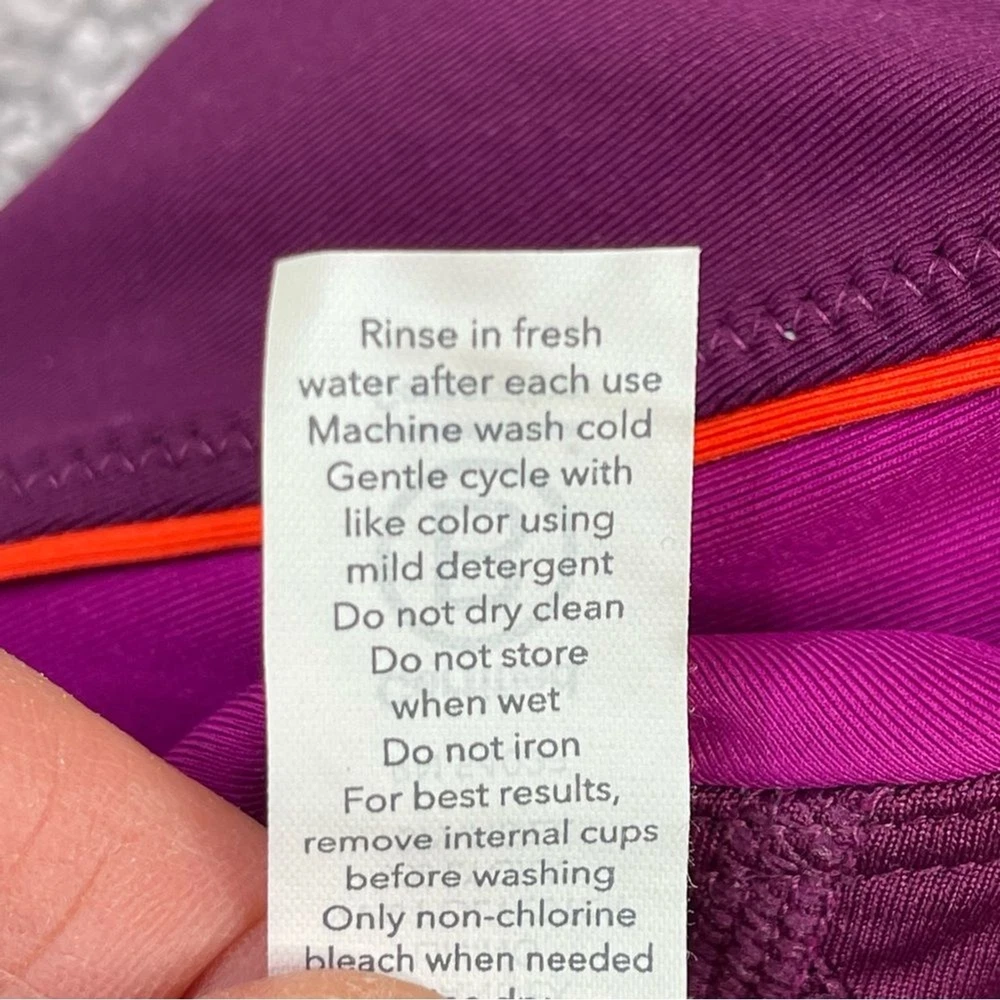 Rinse in fresh
water after each use
Machine wash cold
Gentle cycle with
like color using
mild detergent
Do not dry clean
Do not store
when wet
Do not iron
For best results,
remove internal cups
before washing
Only non-chlorine
bleach when needed